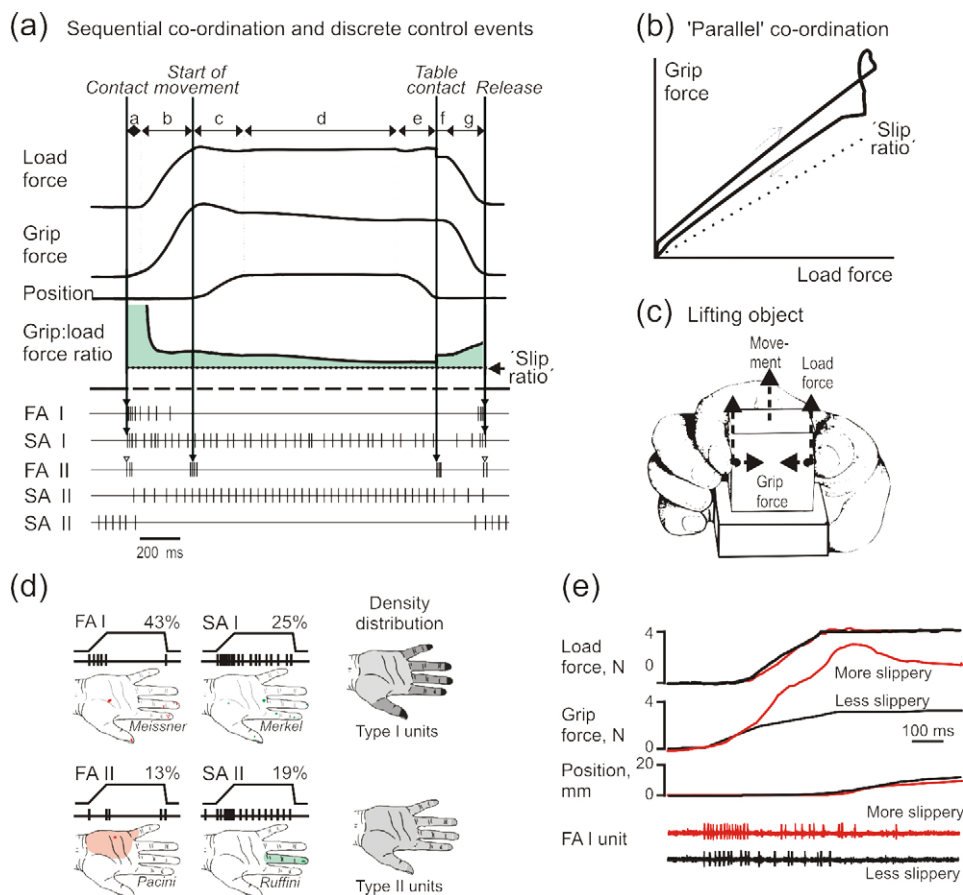 (a) Sequential co-ordination and discrete control events
Start of
Contact movement
Table
contact Release
a b c d e f g
Load
force
Grip
force
Position
Grip:load
force ratio
´Slip
ratio´
FA I
SA I
FA II
SA II
SA II
200 ms
(b) 'Parallel' co-ordination
Grip
force
´Slip
ratio´
Load force
(c) Lifting object
Move-
ment
Load
force
Grip
force
(d)
FA I 43%
Meissner
SA I 25%
Merkel
Density
distribution
Type I units
FA II 13%
Pacini
SA II 19%
Ruffini
Type II units
(e)
Load
force, N
4
0
More slippery
Less slippery
Grip
force, N
4
0
100 ms
Position,
mm
20
0
More slippery
FA I unit
Less slippery